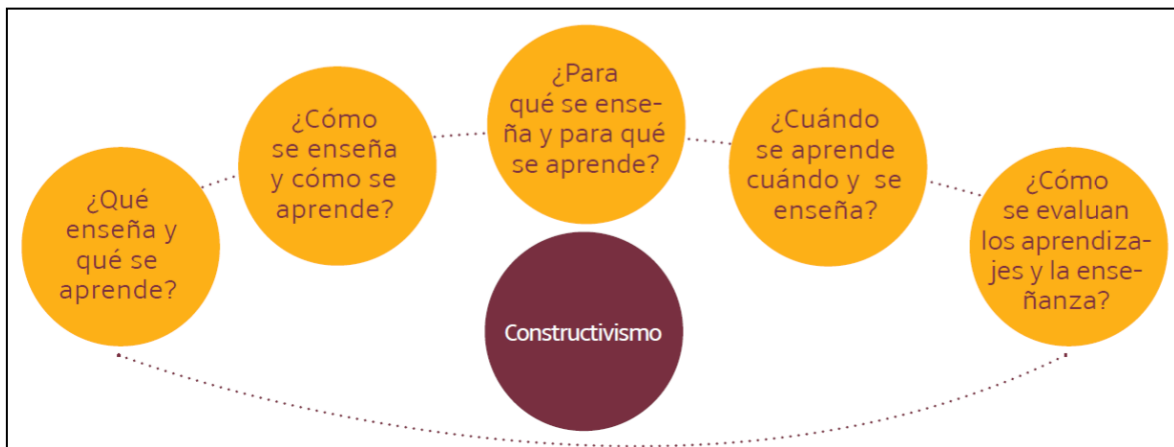 ¿Qué
enseña y
qué se
aprende?
¿Cómo
se enseña
y cómo se
aprende?
¿Para
qué se ense-
ña y para qué
se aprende?
¿Cuándo
se aprende
cuándo y se
enseña?
¿Cómo
se evaluan
los aprendiza-
jes y la ense-
ñanza?
Constructivismo